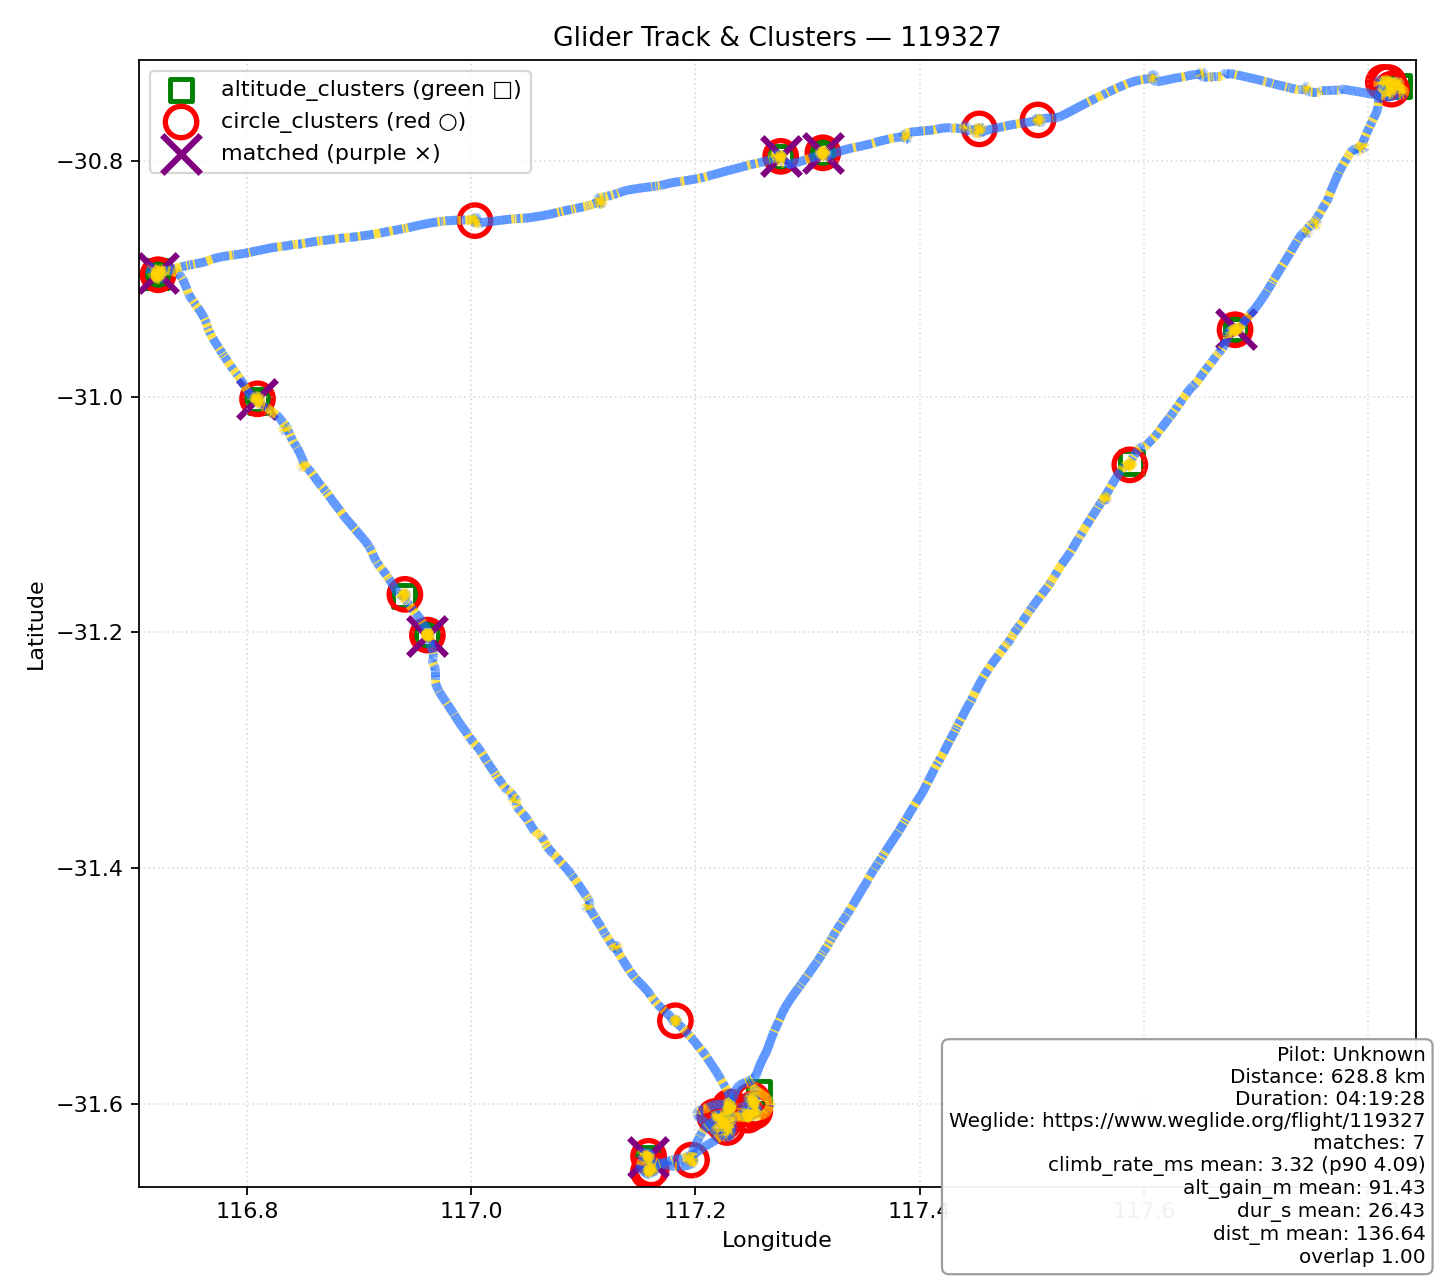 Glider Track & Clusters — 119327
altitude_clusters (green □)
circle_clusters (red ○)
matched (purple ×)
−30.8
−31.0
−31.2
−31.4
−31.6
Latitude
116.8
117.0
117.2
117.4
117.6
Longitude
Pilot: Unknown
Distance: 628.8 km
Duration: 04:19:28
Weglide: https://www.weglide.org/flight/119327
matches: 7
climb_rate_ms mean: 3.32 (p90 4.09)
alt_gain_m mean: 91.43
dur_s mean: 26.43
dist_m mean: 136.64
overlap 1.00